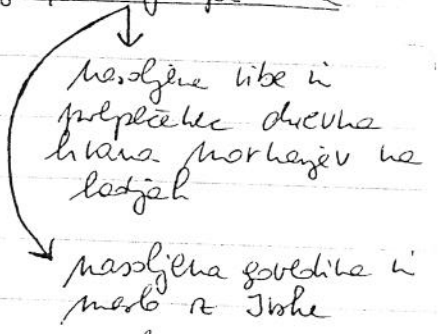 nasoljene ribe in
prepečenec dnevna
hrana mornarjev na
ladjah
nasoljena govedina in
meso iz Irske